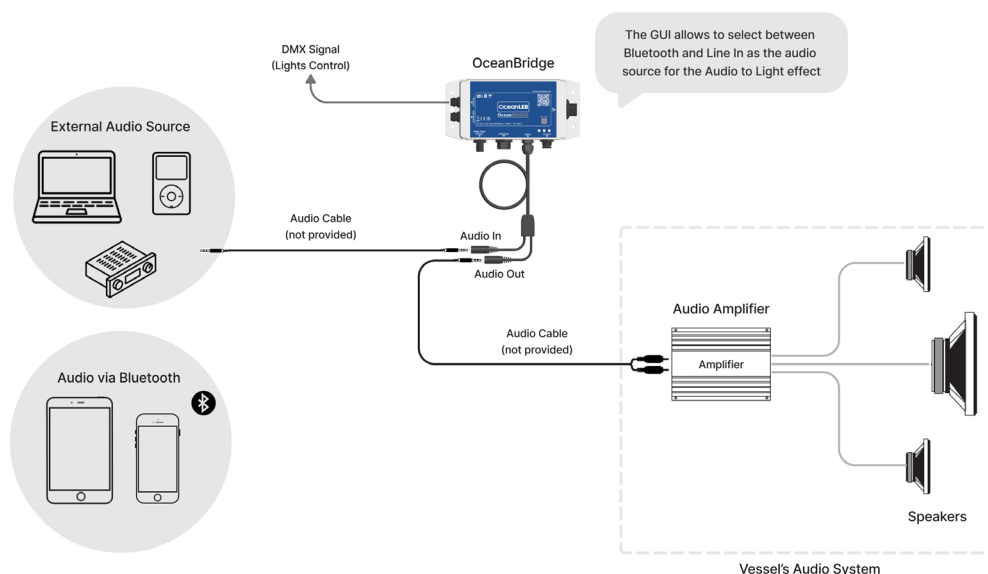 The GUI allows to select between
Bluetooth and Line In as the audio
source for the Audio to Light effect
DMX Signal
(Lights Control)
OceanBridge
OceanLED
OceanBRIDGE
External Audio Source
Audio Cable
(not provided)
Audio In
Audio Out
Audio Cable
(not provided)
Audio Amplifier
Amplifier
Audio via Bluetooth
Speakers
Vessel's Audio System